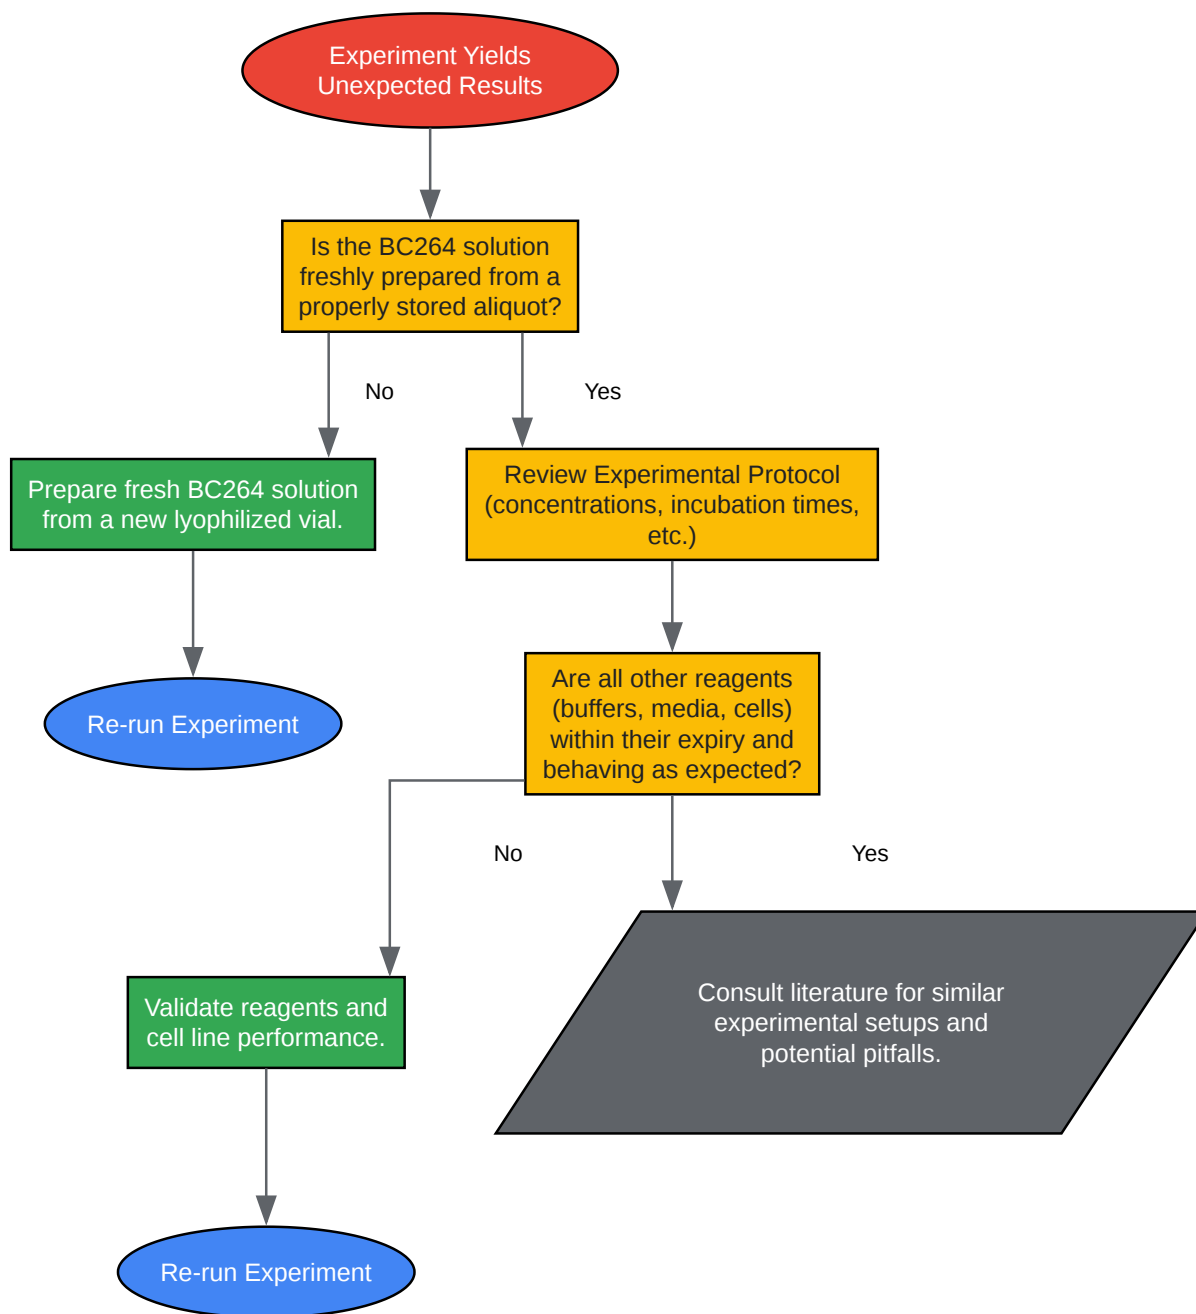 Experiment Yields
Unexpected Results
Is the BC264 solution
freshly prepared from a
properly stored aliquot?
No
Yes
Prepare fresh BC264 solution
from a new lyophilized vial.
Review Experimental Protocol
(concentrations, incubation times,
etc.)
Re-run Experiment
Are all other reagents
(buffers, media, cells)
within their expiry and
behaving as expected?
No
Yes
Validate reagents and
cell line performance.
Consult literature for similar
experimental setups and
potential pitfalls.
Re-run Experiment